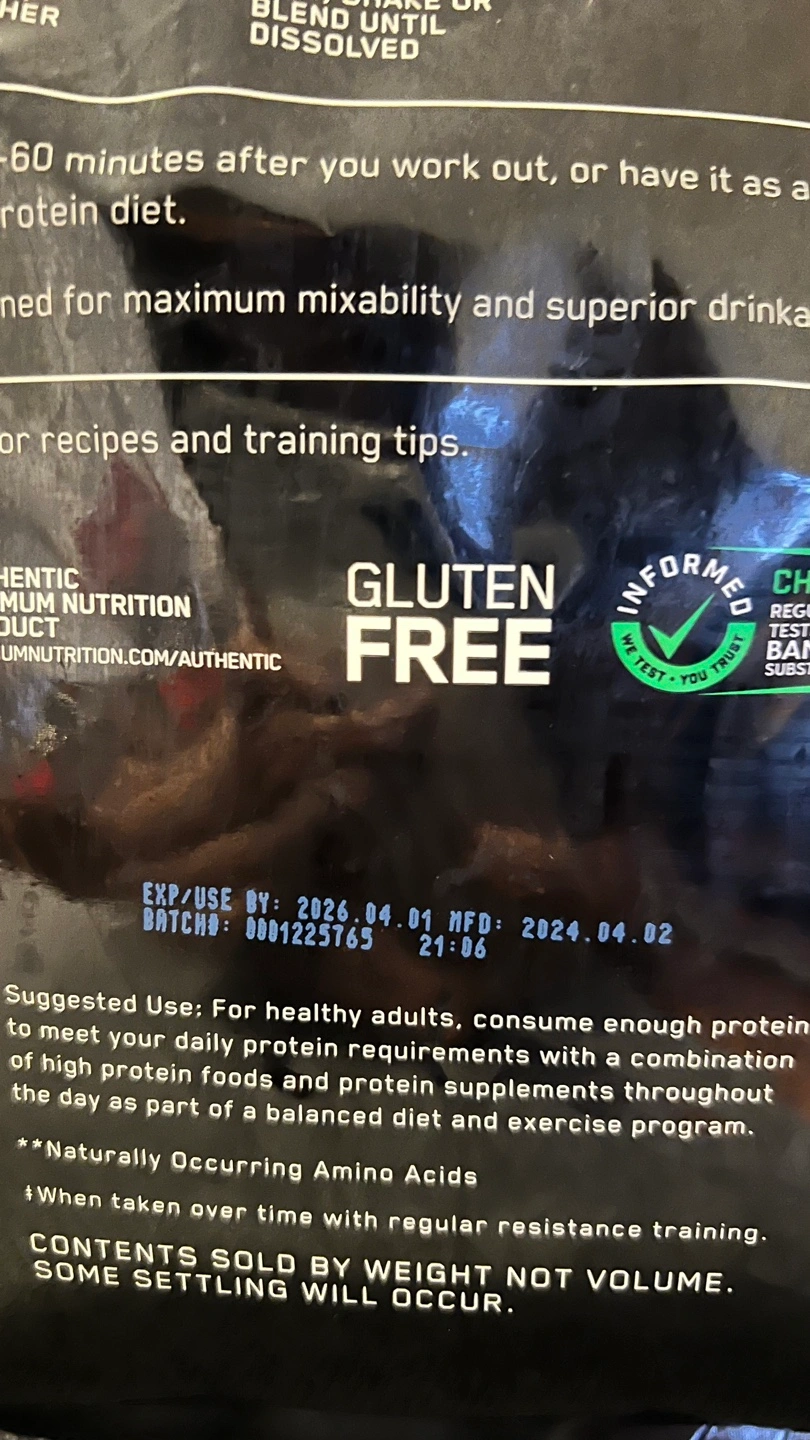 HER
BLEND UNTIL
DISSOLVED
-60 minutes after you work out, or have it as a
rotein diet.
ned for maximum mixability and superior drinka
or recipes and training tips.
HENTIC
MUM NUTRITION
DUCT
UMNUTRITION.COM/AUTHENTIC
GLUTEN
FREE
INFORMED
WE TEST • YOU TRUST
CH
REGU
TEST
BAN
SUBST
EXP/USE BY: 2026.04.01 MFD: 2024.04.02
BATCH#: 0001225765 21:06
Suggested Use: For healthy adults, consume enough protein
to meet your daily protein requirements with a combination
of high protein foods and protein supplements throughout
the day as part of a balanced diet and exercise program.
**Naturally Occurring Amino Acids
‡When taken over time with regular resistance training.
CONTENTS SOLD BY WEIGHT NOT VOLUME.
SOME SETTLING WILL OCCUR.